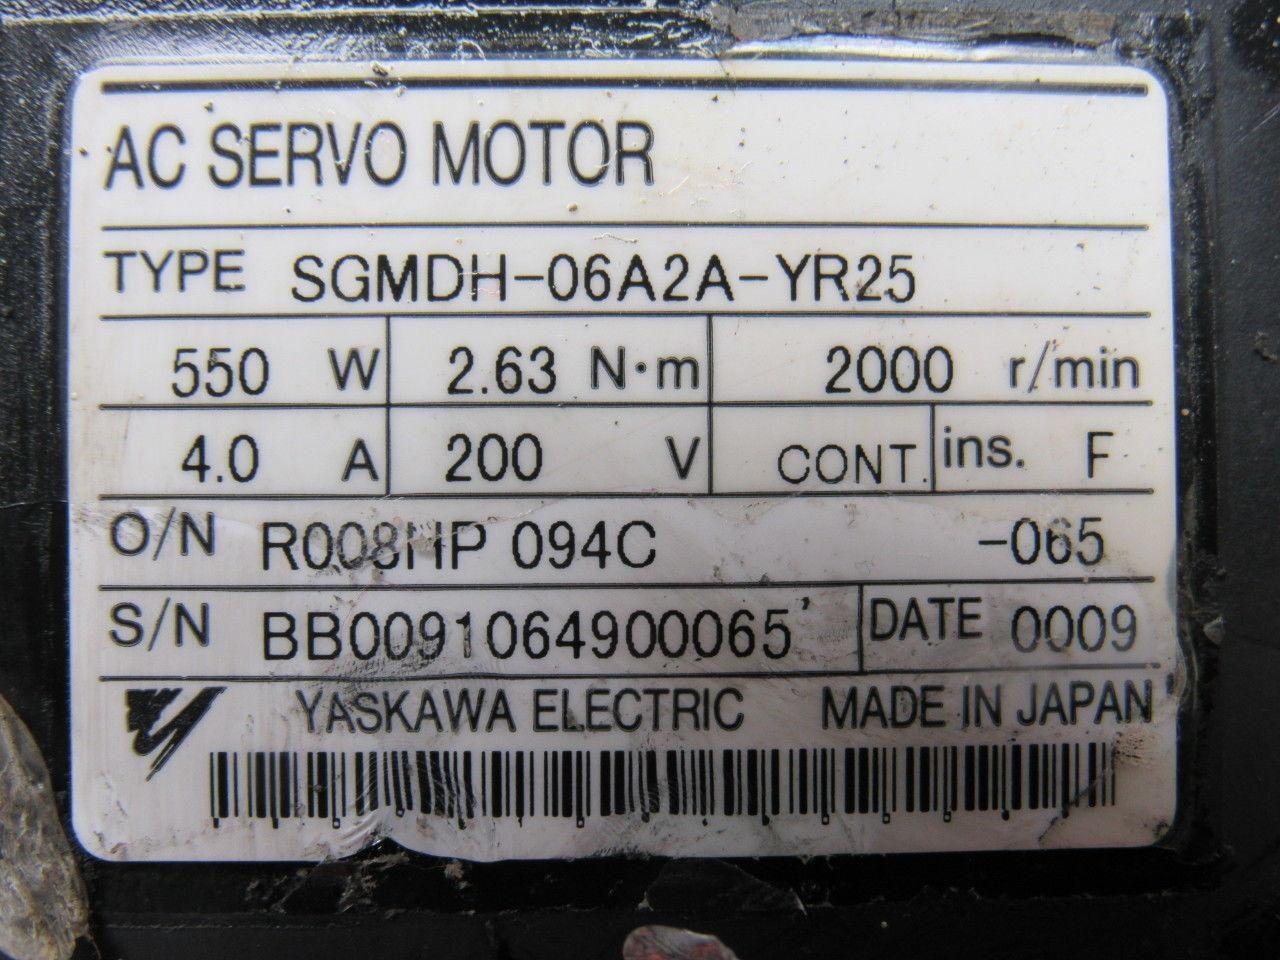 AC SERVO MOTOR
TYPE SGMDH-06A2A-YR25
550 W 2.63 N·m 2000 r/min
4.0 A 200 V CONT. ins. F
O/N 094C -065
S/N BB0091064900065 DATE 0009
YASKAWA ELECTRIC MADE IN JAPAN